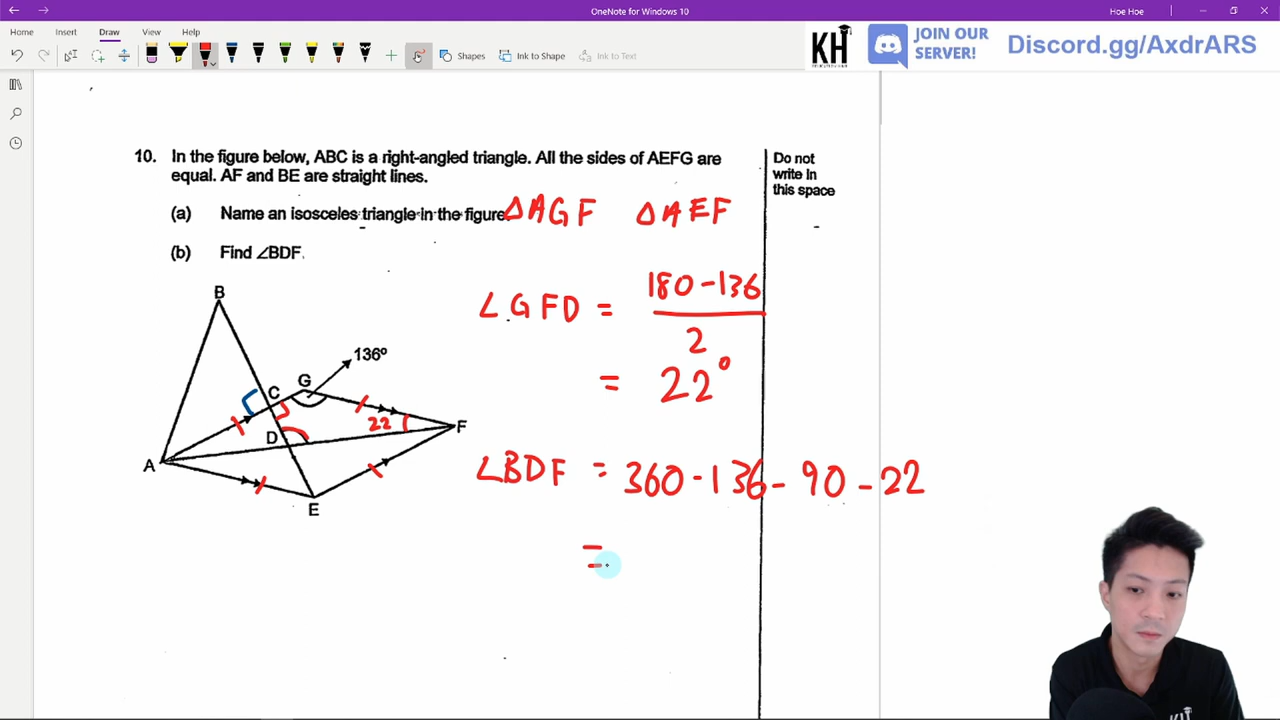 OneNote for Windows 10
Hoe Hoe
Home Insert Draw View Help
Shapes Ink to Shape Ink to Text
KH
JOIN OUR
SERVER!
Discord.gg/AxdrARS
10. In the figure below, ABC is a right-angled triangle. All the sides of AEFG are
equal. AF and BE are straight lines.
(a) Name an isosceles triangle in the figure. ΔAGF ΔAEF
(b) Find ∠BDF.
Do not
write in
this space
∠GFD = 180-136
2
= 22°
∠BDF = 360-136-90-22
=
B
136°
C
G
22
F
D
A
E
KH